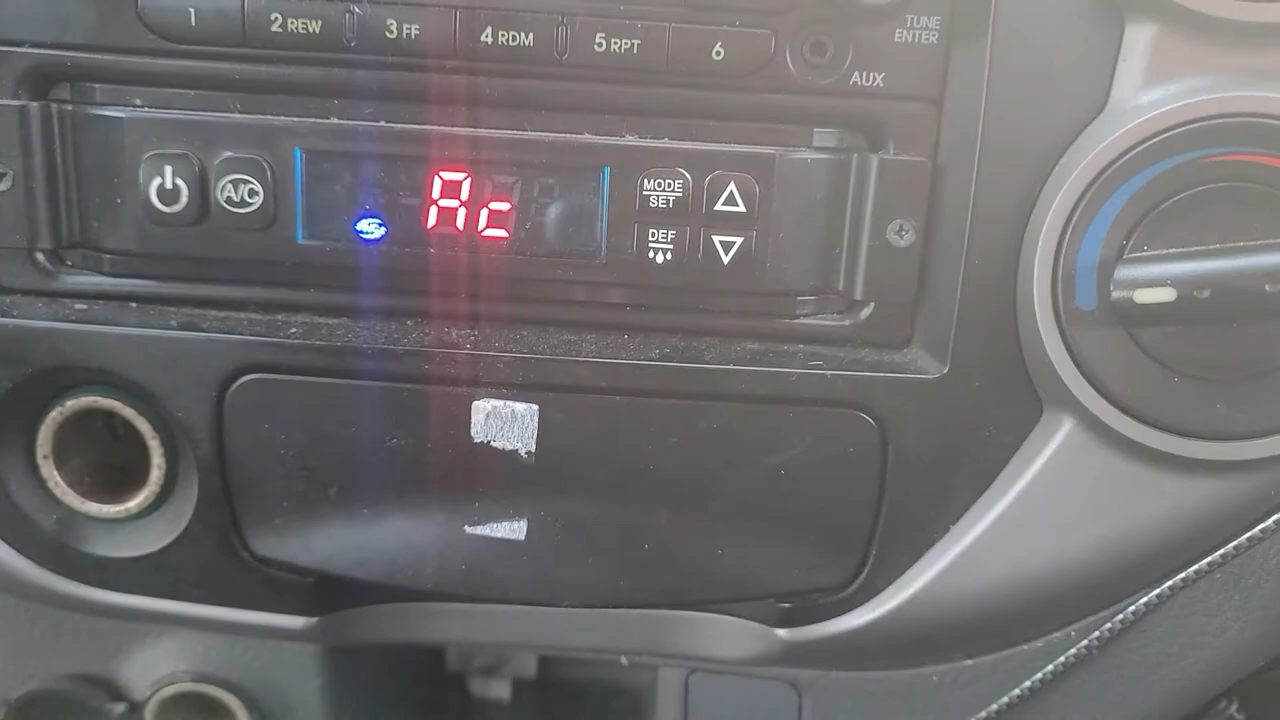 1 2 REW 3 FF 4 RDM 5 RPT 6
TUNE
ENTER
AUX
A/C
Ac
MODE
SET
DEF